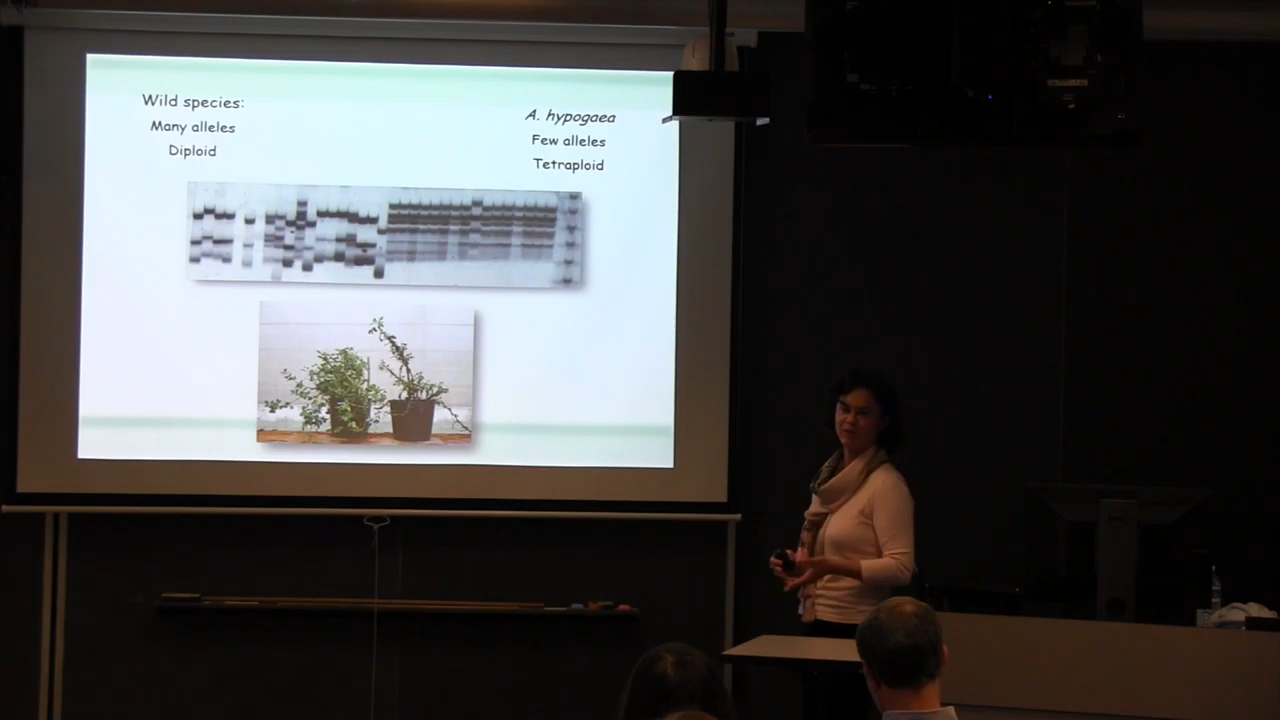 Wild species:
Many alleles
Diploid
A. hypogaea
Few alleles
Tetraploid